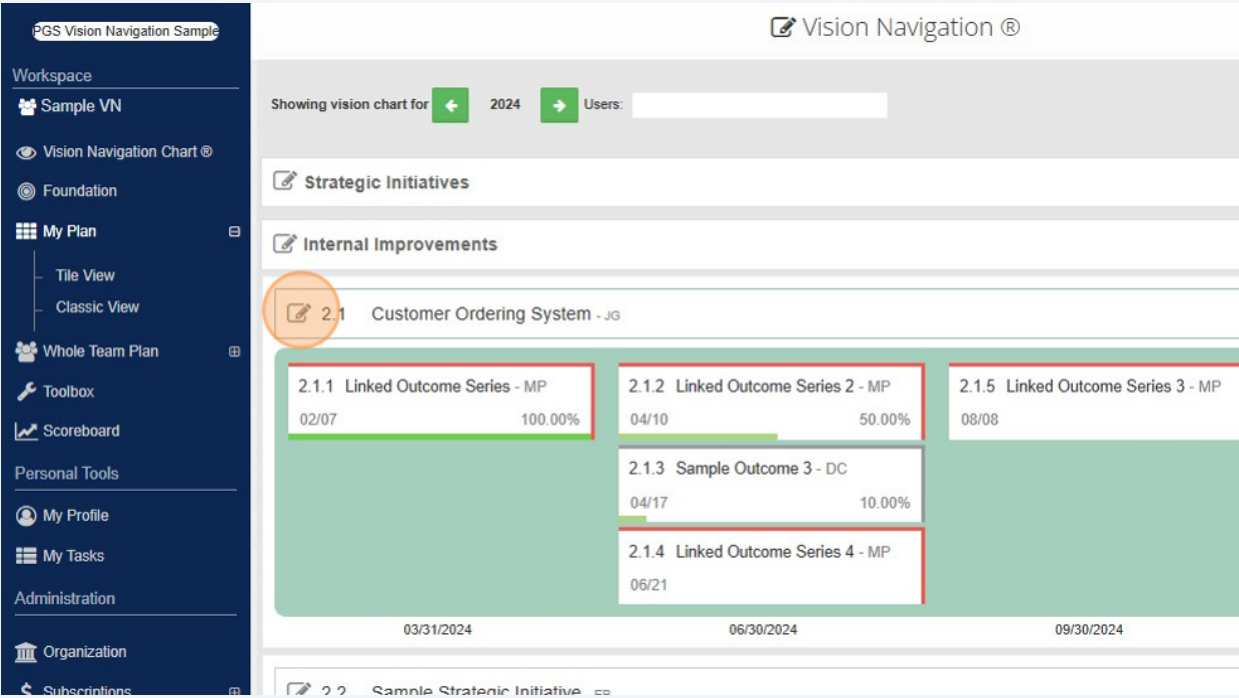 PGS Vision Navigation Sample
Workspace
Sample VN
Vision Navigation Chart ®
Foundation
My Plan
Tile View
Classic View
Whole Team Plan
Toolbox
Scoreboard
Personal Tools
My Profile
My Tasks
Administration
Organization
Subscriptions
Vision Navigation ®
Showing vision chart for 2024 Users:
Strategic Initiatives
Internal Improvements
2.1 Customer Ordering System - JG
2.1.1 Linked Outcome Series - MP
02/07 100.00%
2.1.2 Linked Outcome Series 2 - MP
04/10 50.00%
2.1.5 Linked Outcome Series 3 - MP
08/08
2.1.3 Sample Outcome 3 - DC
04/17 10.00%
2.1.4 Linked Outcome Series 4 - MP
06/21
03/31/2024 06/30/2024 09/30/2024
2.2 Sample Strategic Initiative